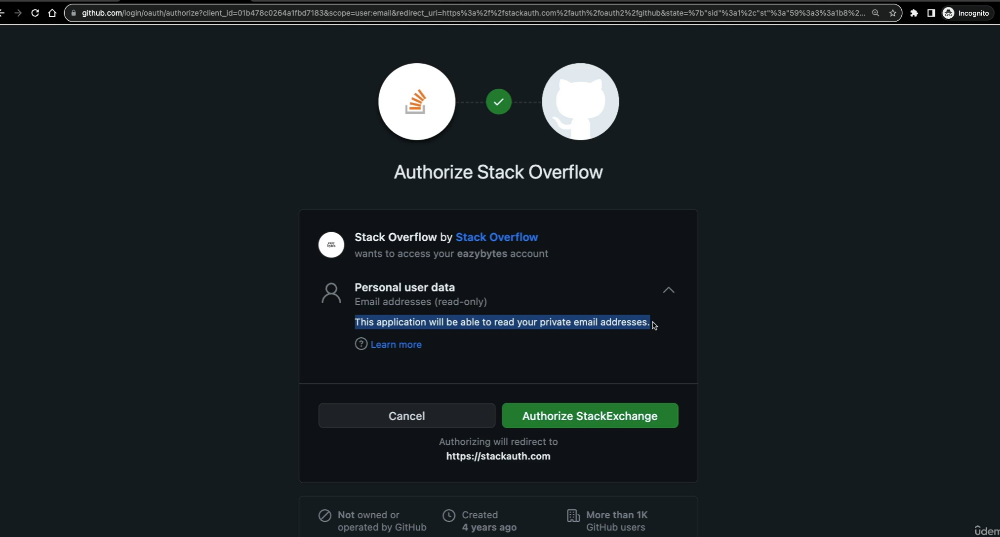 github.com/login/oauth/authorize?client_id=01b478c0264a1fbd7183&scope=user:email&redirect_uri=https%3a%2f%2fstackauth.com%2fauth%2foauth2%2fgithub&state=%7b"sid"%3a1%2c"st"%3a"59%3a3%3a1b8%2... Incognito
Authorize Stack Overflow
Stack Overflow by Stack Overflow
eazy
bytes
wants to access your eazybytes account
Personal user data
Email addresses (read-only)
This application will be able to read your private email addresses.
? Learn more
Cancel Authorize StackExchange
Authorizing will redirect to
https://stackauth.com
Not owned or Created More than 1K
operated by GitHub 4 years ago GitHub users